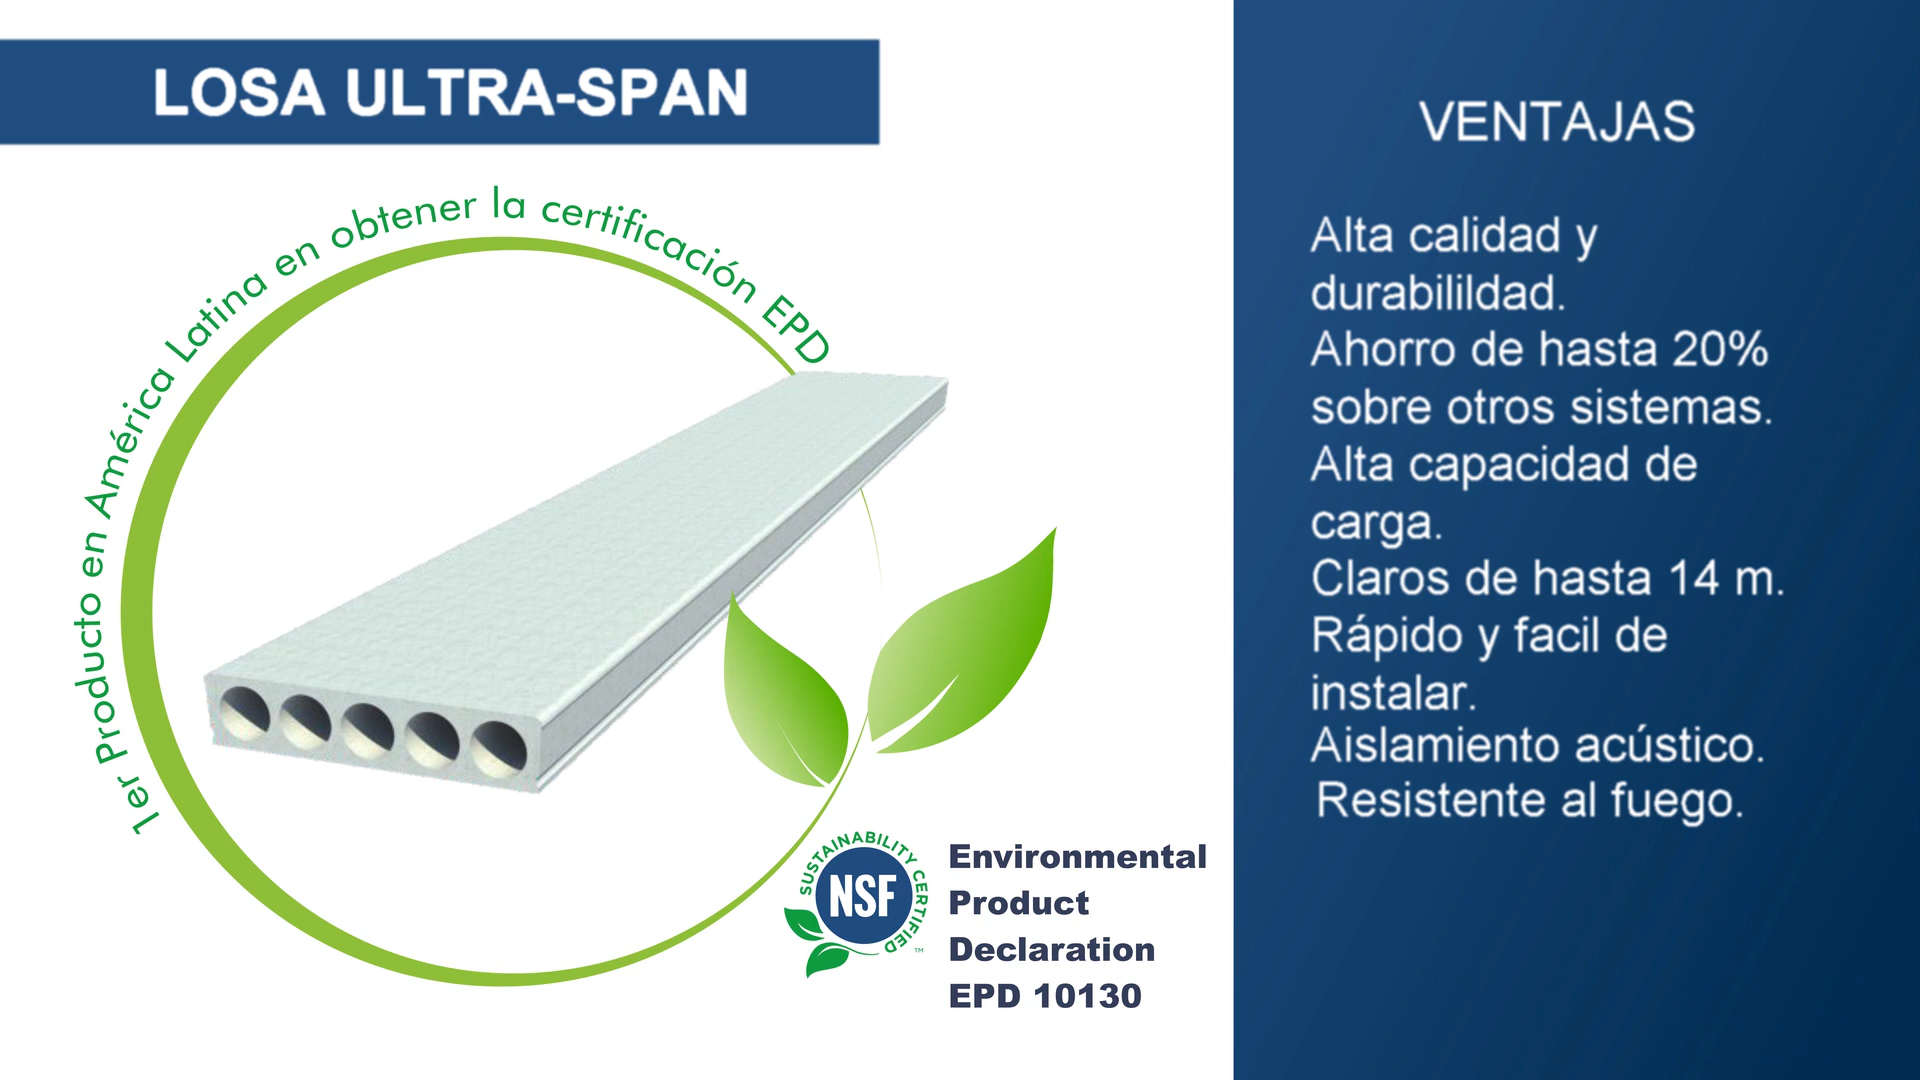 LOSA ULTRA-SPAN
1er Producto en América Latina en obtener la certificación EPD
SUSTAINABILITY CERTIFIED
NSF
TM
Environmental
Product
Declaration
EPD 10130
VENTAJAS
Alta calidad y
durabilildad.
Ahorro de hasta 20%
sobre otros sistemas.
Alta capacidad de
carga.
Claros de hasta 14 m.
Rápido y facil de
instalar.
Aislamiento acústico.
Resistente al fuego.